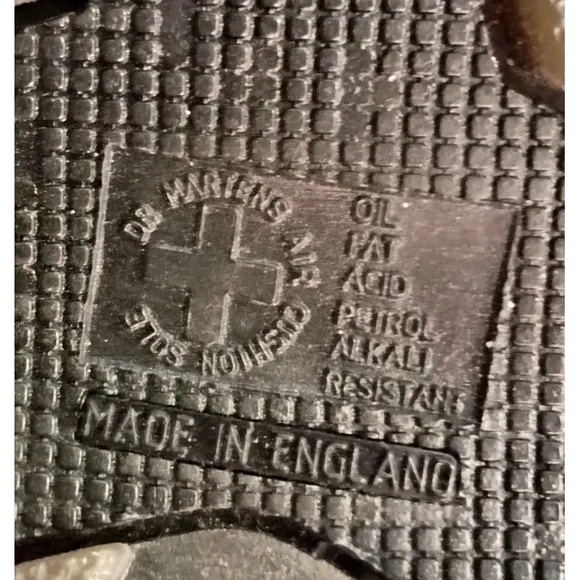 DR MARTENS AIR CUSHION SOLE
OIL
FAT
ACID
PETROL
ALKALI
RESISTANT
MADE IN ENGLAND